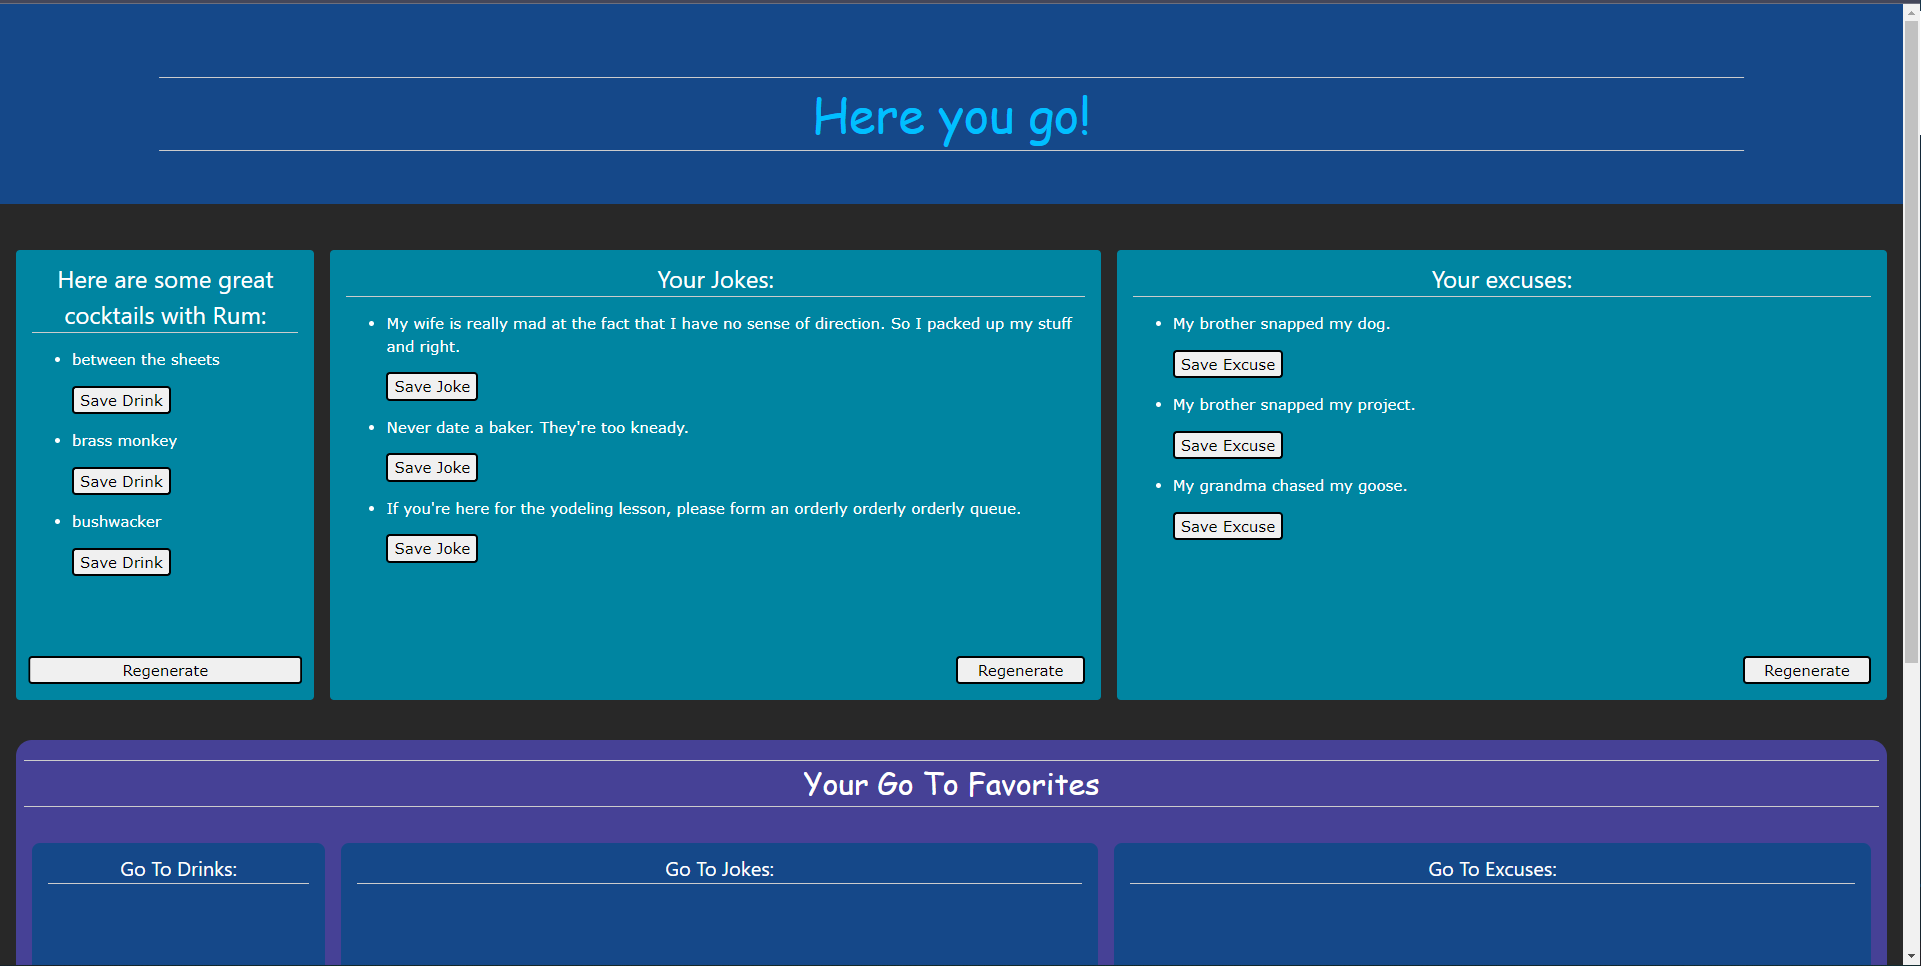 Here you go!
Here are some great
cocktails with Rum:
between the sheets
Save Drink
brass monkey
Save Drink
bushwacker
Save Drink
Regenerate
Your Jokes:
My wife is really mad at the fact that I have no sense of direction. So I packed up my stuff
and right.
Save Joke
Never date a baker. They're too kneady.
Save Joke
If you're here for the yodeling lesson, please form an orderly orderly orderly queue.
Save Joke
Regenerate
Your excuses:
My brother snapped my dog.
Save Excuse
My brother snapped my project.
Save Excuse
My grandma chased my goose.
Save Excuse
Regenerate
Your Go To Favorites
Go To Drinks:
Go To Jokes:
Go To Excuses: